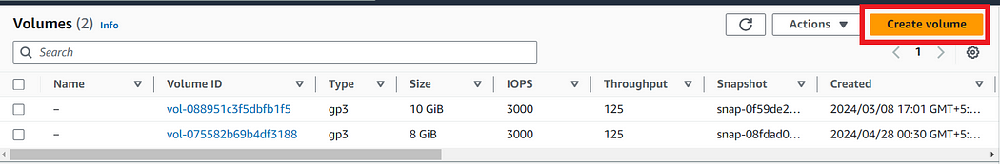 Volumes (2) Info
Actions
Create volume
Search
1
Name Volume ID Type Size IOPS Throughput Snapshot Created
– vol-088951c3f5dbfb1f5 gp3 10 GiB 3000 125 snap-0f59de2... 2024/03/08 17:01 GMT+5:...
– vol-075582b69b4df3188 gp3 8 GiB 3000 125 snap-08fdad0... 2024/04/28 00:30 GMT+5:...